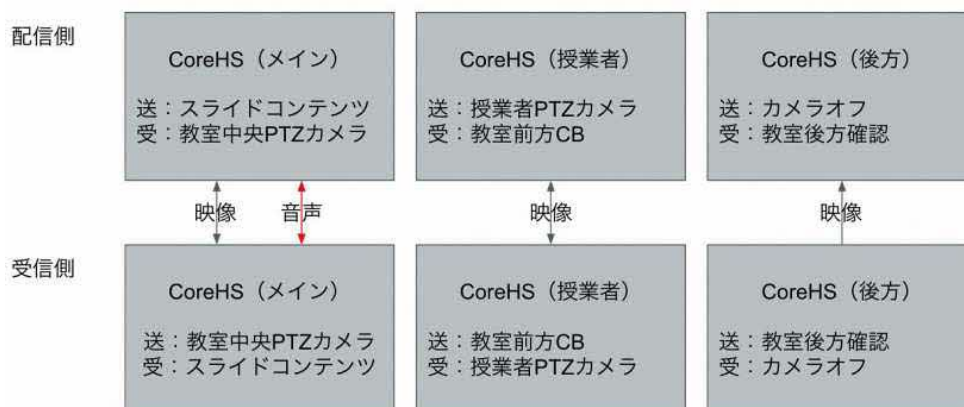 配信側
CoreHS（メイン）
送：スライドコンテンツ
受：教室中央PTZカメラ
CoreHS（授業者）
送：授業者PTZカメラ
受：教室前方CB
CoreHS（後方）
送：カメラオフ
受：教室後方確認
映像
音声
映像
映像
受信側
CoreHS（メイン）
送：教室中央PTZカメラ
受：スライドコンテンツ
CoreHS（授業者）
送：教室前方CB
受：授業者PTZカメラ
CoreHS（後方）
送：教室後方確認
受：カメラオフ